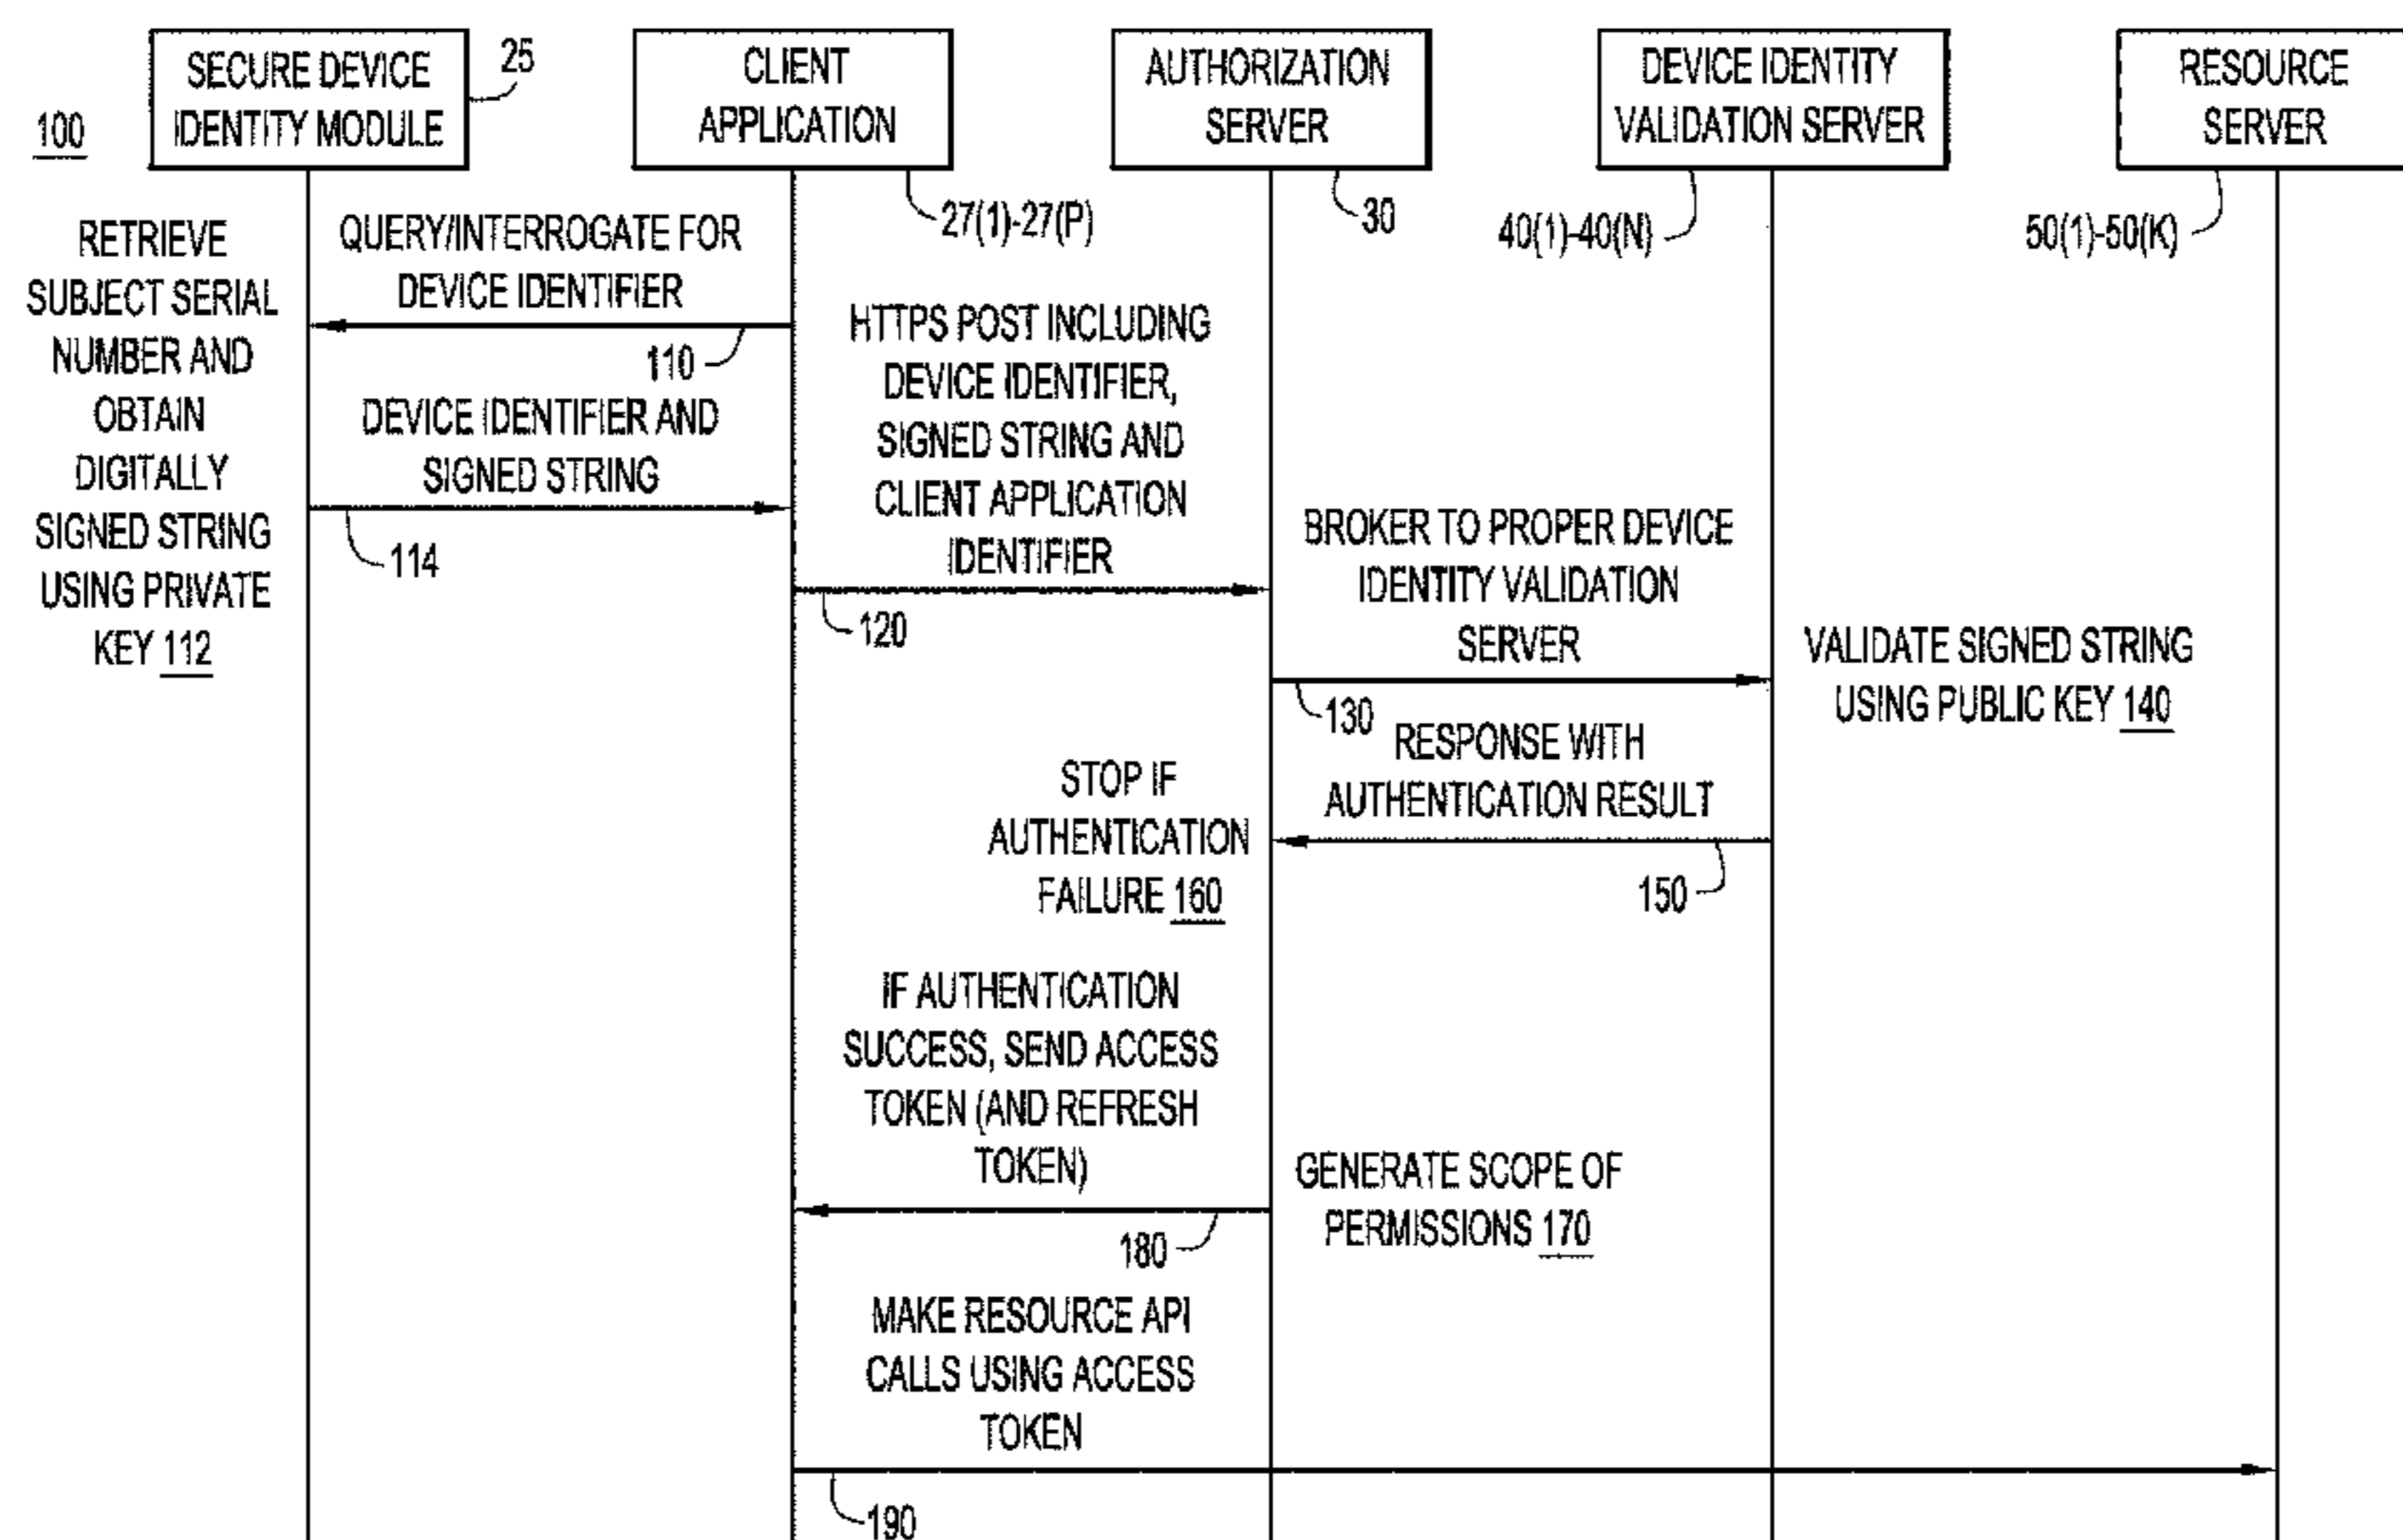 100
SECURE DEVICE
IDENTITY MODULE
25
CLIENT
APPLICATION
27(1)-27(P)
AUTHORIZATION
SERVER
30
DEVICE IDENTITY
VALIDATION SERVER
40(1)-40(N)
RESOURCE
SERVER
50(1)-50(K)
QUERY/INTERROGATE FOR
DEVICE IDENTIFIER
110
RETRIEVE
SUBJECT SERIAL
NUMBER AND
OBTAIN
DIGITALLY
SIGNED STRING
USING PRIVATE
KEY 112
DEVICE IDENTIFIER AND
SIGNED STRING
114
HTTPS POST INCLUDING
DEVICE IDENTIFIER,
SIGNED STRING AND
CLIENT APPLICATION
IDENTIFIER
120
BROKER TO PROPER DEVICE
IDENTITY VALIDATION
SERVER
130
VALIDATE SIGNED STRING
USING PUBLIC KEY 140
RESPONSE WITH
AUTHENTICATION RESULT
150
STOP IF
AUTHENTICATION
FAILURE 160
GENERATE SCOPE OF
PERMISSIONS 170
IF AUTHENTICATION
SUCCESS, SEND ACCESS
TOKEN (AND REFRESH
TOKEN)
180
MAKE RESOURCE API
CALLS USING ACCESS
TOKEN
190